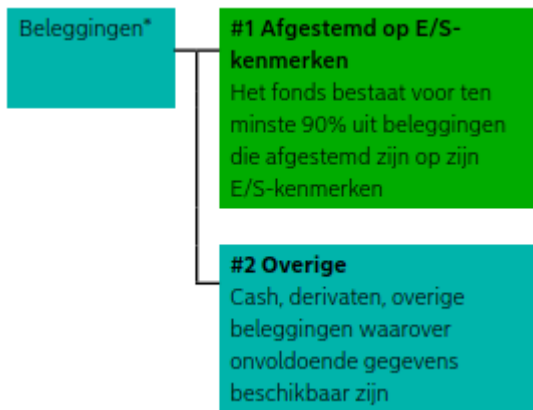 Beleggingen*
#1 Afgestemd op E/S-
kenmerken
Het fonds bestaat voor ten
minste 90% uit beleggingen
die afgestemd zijn op zijn
E/S-kenmerken
#2 Overige
Cash, derivaten, overige
beleggingen waarover
onvoldoende gegevens
beschikbaar zijn